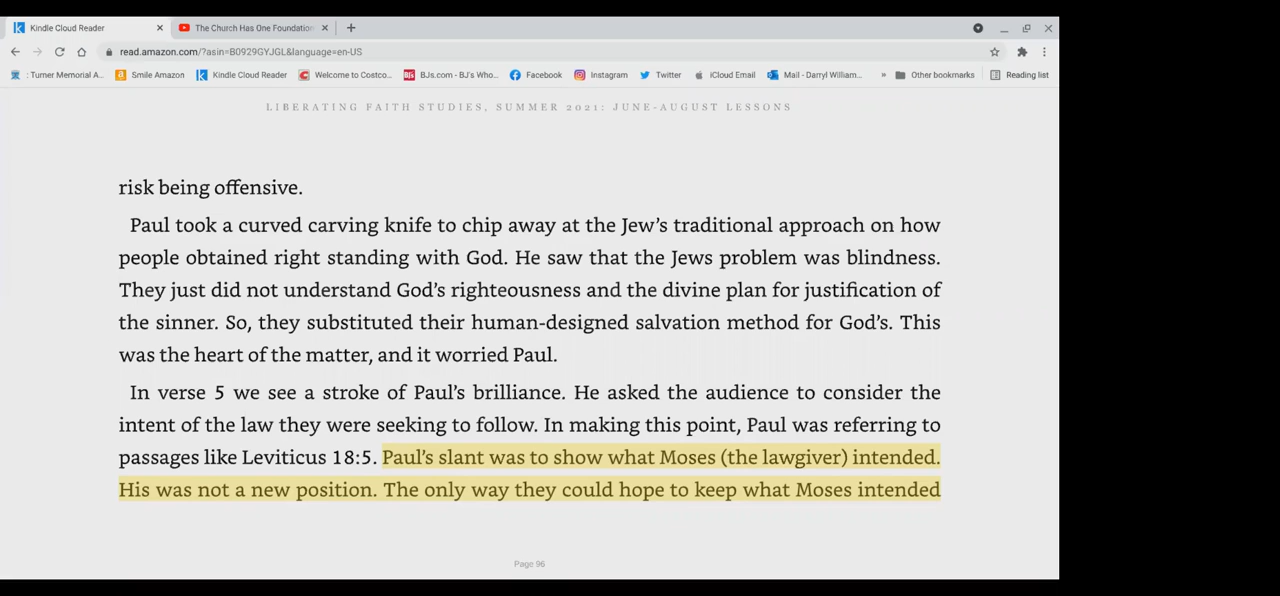 Kindle Cloud Reader
The Church Has One Foundation
read.amazon.com/?asin=B0929GYJGL&language=en-US
: Turner Memorial A...
Smile Amazon
Kindle Cloud Reader
Welcome to Costco...
BJs.com - BJ's Who...
Facebook
Instagram
Twitter
iCloud Email
Mail - Darryl William...
»
Other bookmarks
Reading list
LIBERATING FAITH STUDIES, SUMMER 2021: JUNE-AUGUST LESSONS
risk being offensive.
Paul took a curved carving knife to chip away at the Jew's traditional approach on how
people obtained right standing with God. He saw that the Jews problem was blindness.
They just did not understand God's righteousness and the divine plan for justification of
the sinner. So, they substituted their human-designed salvation method for God's. This
was the heart of the matter, and it worried Paul.
In verse 5 we see a stroke of Paul's brilliance. He asked the audience to consider the
intent of the law they were seeking to follow. In making this point, Paul was referring to
passages like Leviticus 18:5. Paul's slant was to show what Moses (the lawgiver) intended.
His was not a new position. The only way they could hope to keep what Moses intended
Page 96